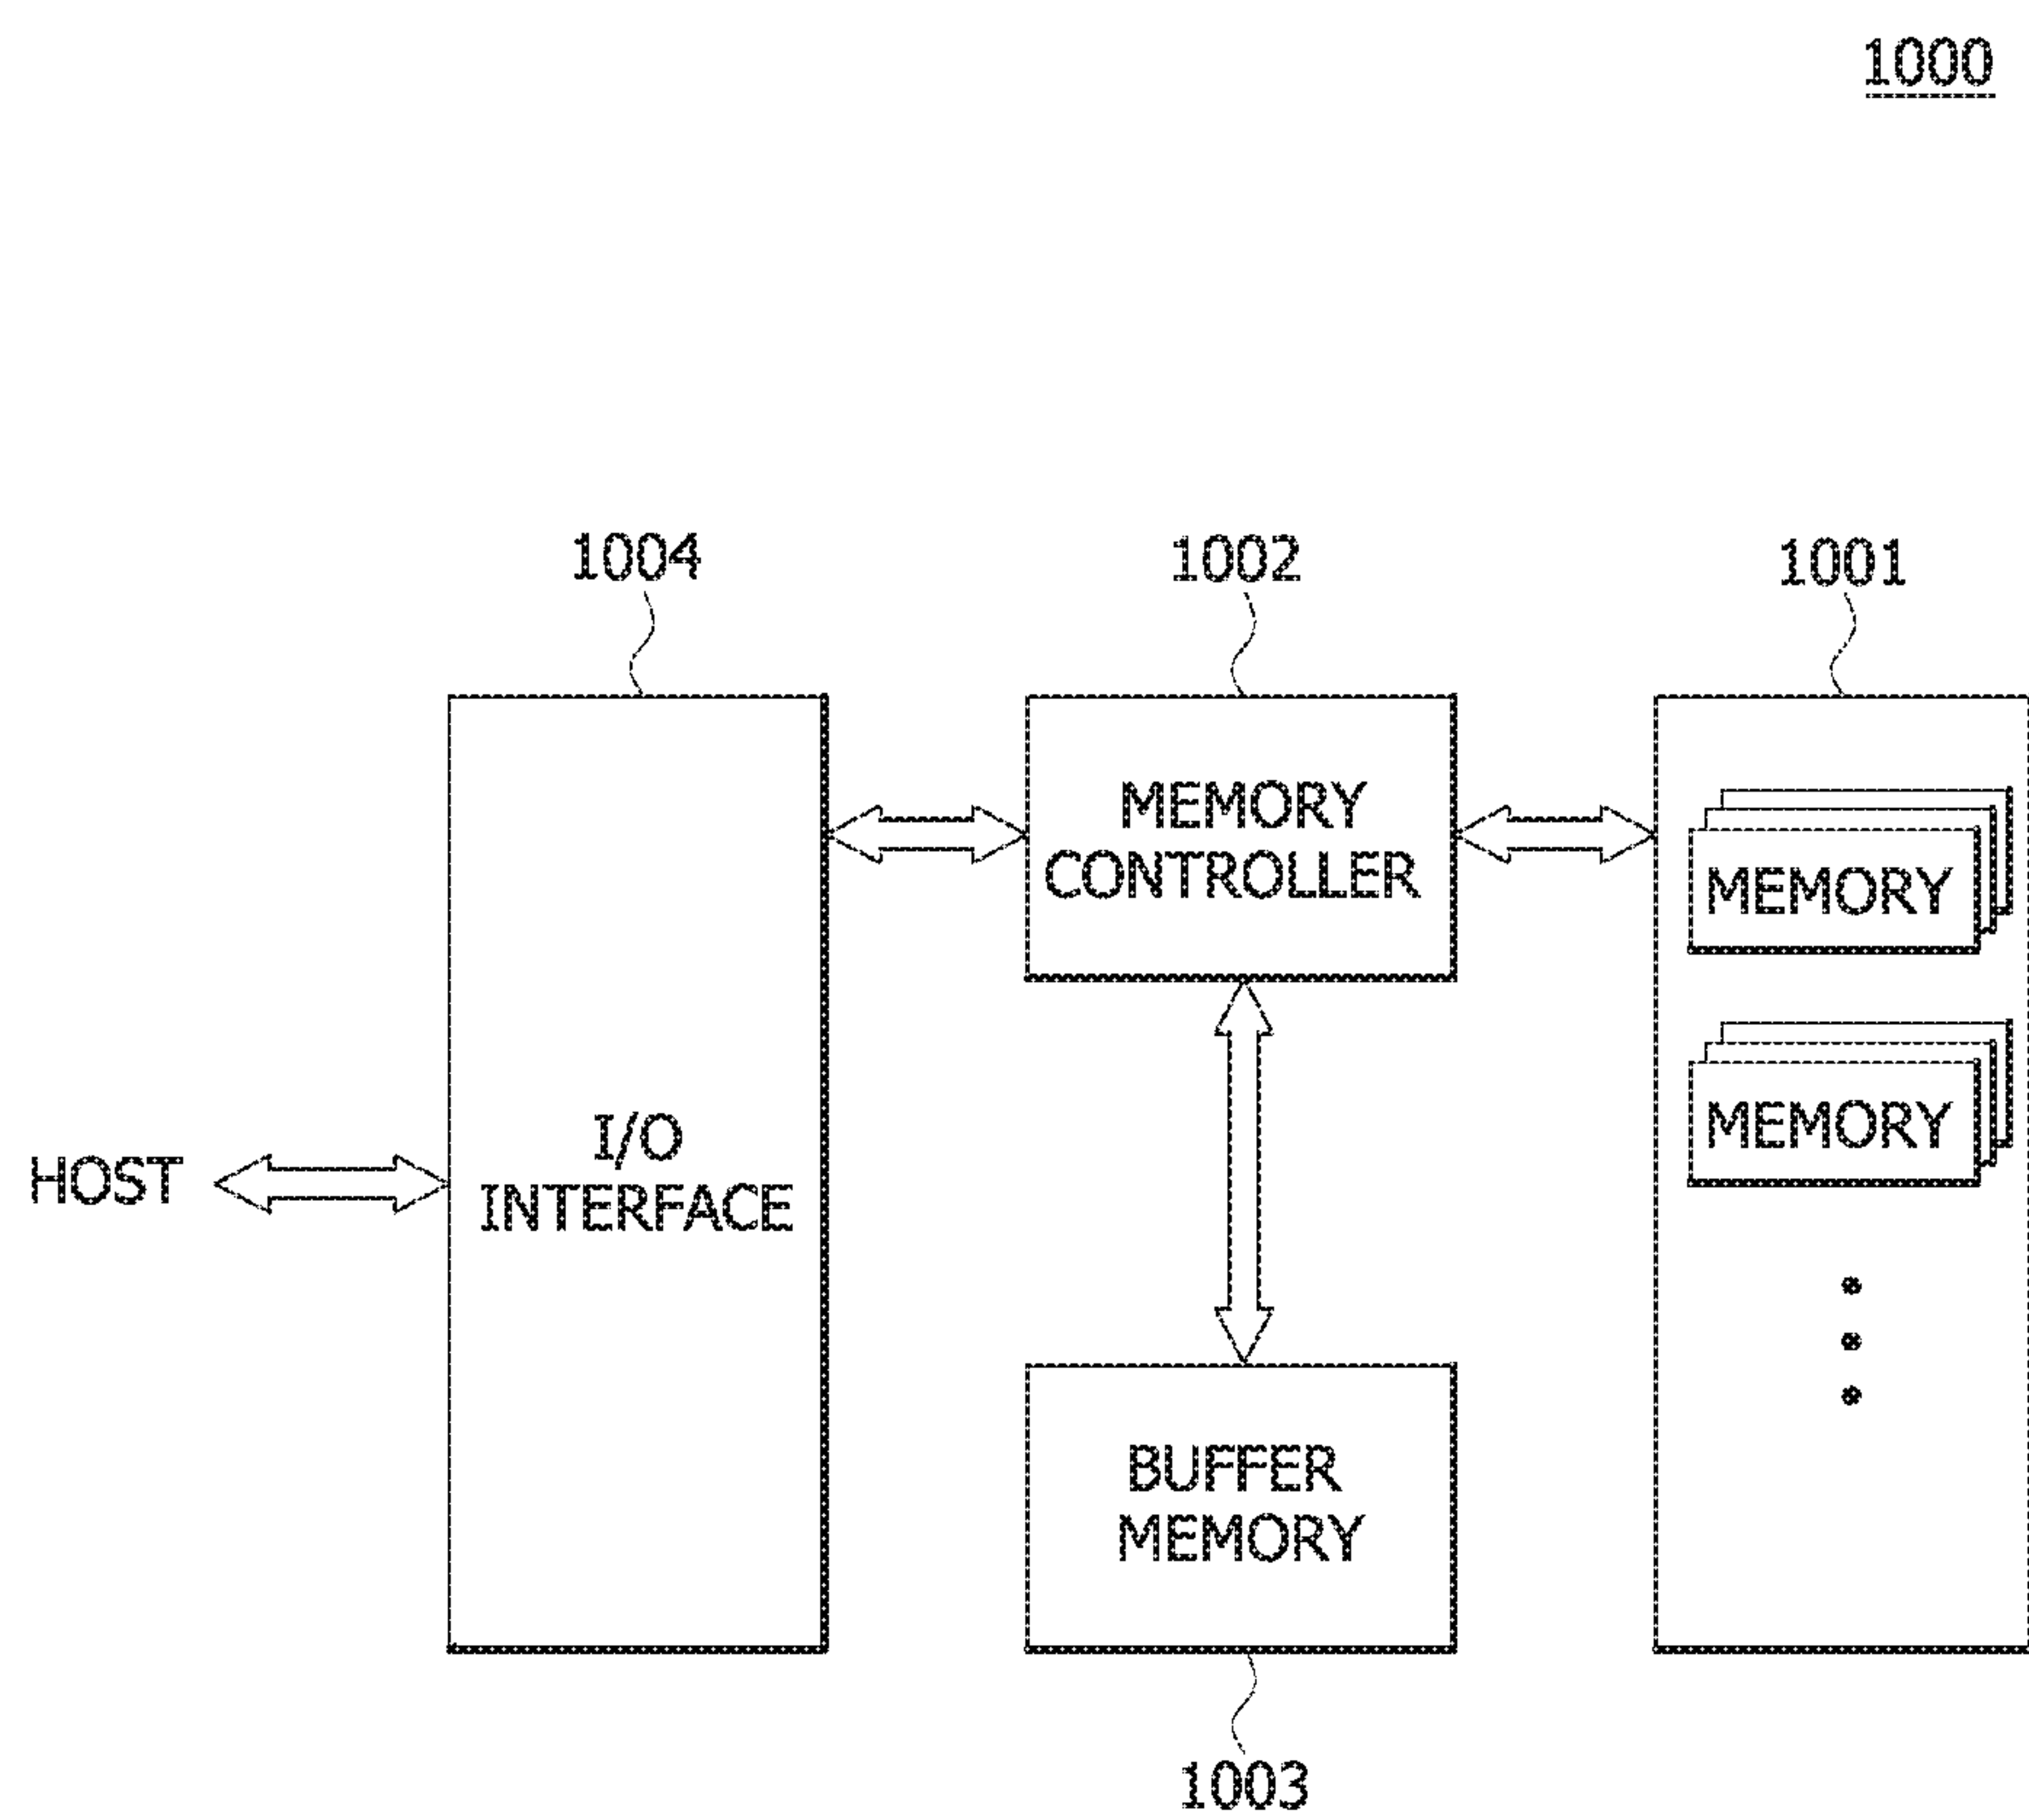 1000
1004
1002
1001
MEMORY
CONTROLLER
MEMORY
MEMORY
I/O
INTERFACE
HOST
BUFFER
MEMORY
1003